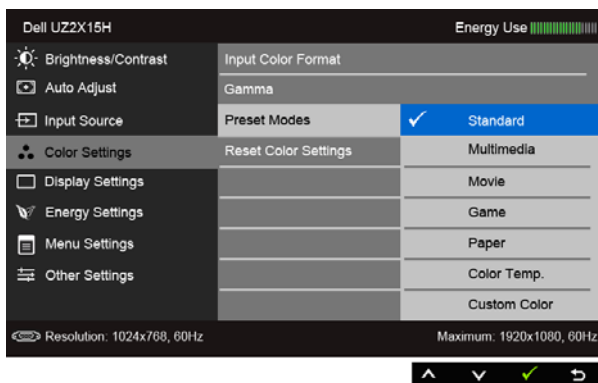 Dell UZ2X15H Energy Use
Brightness/Contrast Input Color Format
Auto Adjust Gamma
Input Source Preset Modes Standard
Color Settings Reset Color Settings Multimedia
Display Settings Movie
Energy Settings Game
Menu Settings Paper
Other Settings Color Temp.
Custom Color
Resolution: 1024x768, 60Hz Maximum: 1920x1080, 60Hz